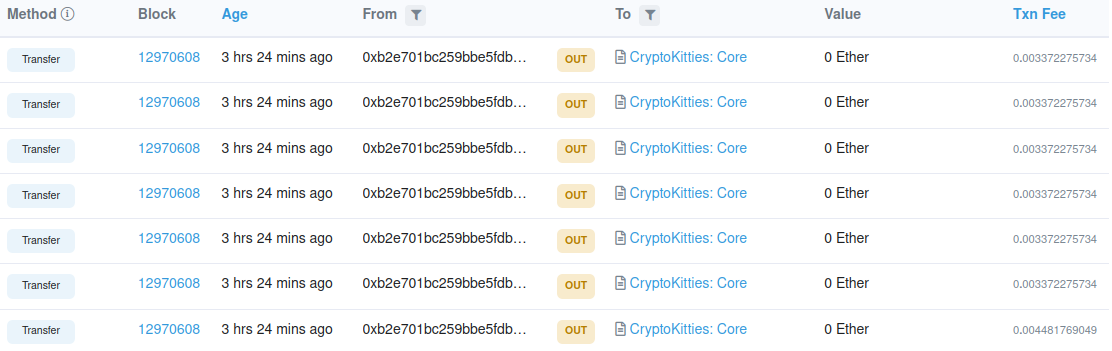 Method Block Age From To Value Txn Fee
Transfer 12970608 3 hrs 24 mins ago 0xb2e701bc259bbe5fdb... OUT CryptoKitties: Core 0 Ether 0.003372275734
Transfer 12970608 3 hrs 24 mins ago 0xb2e701bc259bbe5fdb... OUT CryptoKitties: Core 0 Ether 0.003372275734
Transfer 12970608 3 hrs 24 mins ago 0xb2e701bc259bbe5fdb... OUT CryptoKitties: Core 0 Ether 0.003372275734
Transfer 12970608 3 hrs 24 mins ago 0xb2e701bc259bbe5fdb... OUT CryptoKitties: Core 0 Ether 0.003372275734
Transfer 12970608 3 hrs 24 mins ago 0xb2e701bc259bbe5fdb... OUT CryptoKitties: Core 0 Ether 0.003372275734
Transfer 12970608 3 hrs 24 mins ago 0xb2e701bc259bbe5fdb... OUT CryptoKitties: Core 0 Ether 0.003372275734
Transfer 12970608 3 hrs 24 mins ago 0xb2e701bc259bbe5fdb... OUT CryptoKitties: Core 0 Ether 0.004481769049